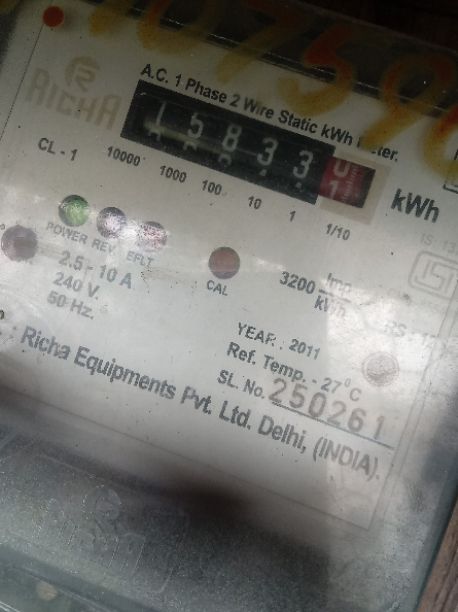 RICHA
A.C. 1 Phase 2 Wire Static kWh Meter.
15833 0
1
kWh
CL - 1
10000 1000 100 10 1 1/10
POWER REV EFLT
CAL
3200 Imp
kWh
2.5 - 10 A
240 V.
50 Hz.
YEAR : 2011
Ref. Temp. - 27°C
SL. No. 250261
Richa Equipments Pvt. Ltd. Delhi, (INDIA).